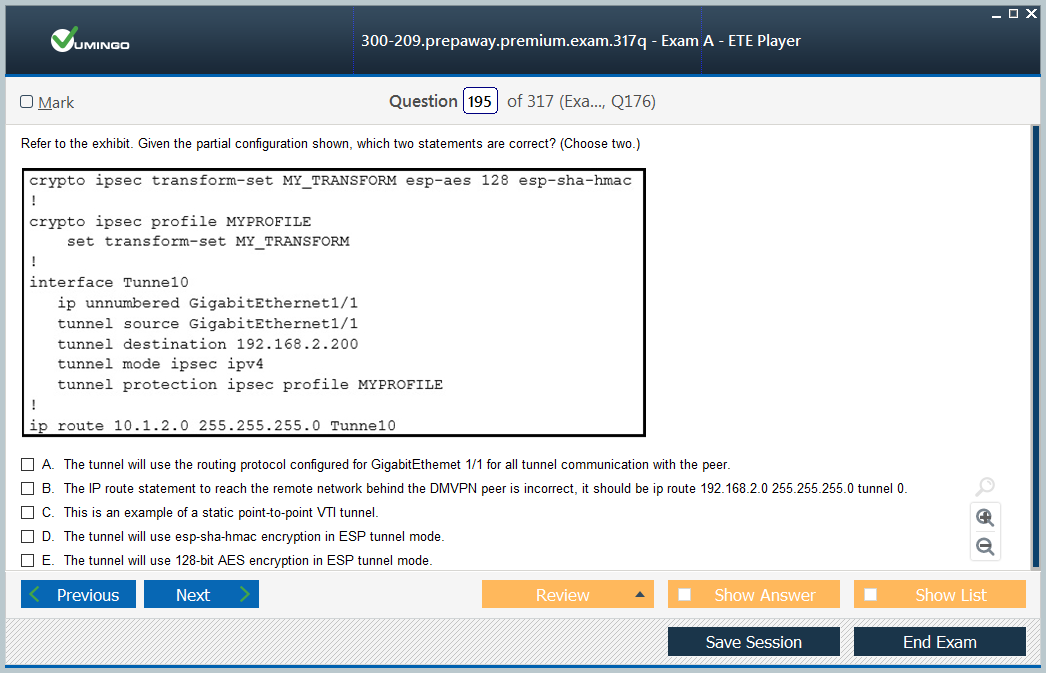 VUMINGO
300-209.prepaway.premium.exam.317q - Exam A - ETE Player
Mark
Question 195 of 317 (Exa..., Q176)
Refer to the exhibit. Given the partial configuration shown, which two statements are correct? (Choose two.)
crypto ipsec transform-set MY_TRANSFORM esp-aes 128 esp-sha-hmac
!
crypto ipsec profile MYPROFILE
set transform-set MY_TRANSFORM
!
interface Tunne10
ip unnumbered GigabitEthernet1/1
tunnel source GigabitEthernet1/1
tunnel destination 192.168.2.200
tunnel mode ipsec ipv4
tunnel protection ipsec profile MYPROFILE
!
ip route 10.1.2.0 255.255.255.0 Tunne10
A. The tunnel will use the routing protocol configured for GigabitEthemet 1/1 for all tunnel communication with the peer.
B. The IP route statement to reach the remote network behind the DMVPN peer is incorrect, it should be ip route 192.168.2.0 255.255.255.0 tunnel 0.
C. This is an example of a static point-to-point VTI tunnel.
D. The tunnel will use esp-sha-hmac encryption in ESP tunnel mode.
E. The tunnel will use 128-bit AES encryption in ESP tunnel mode.
Previous
Next
Review
Show Answer
Show List
Save Session
End Exam